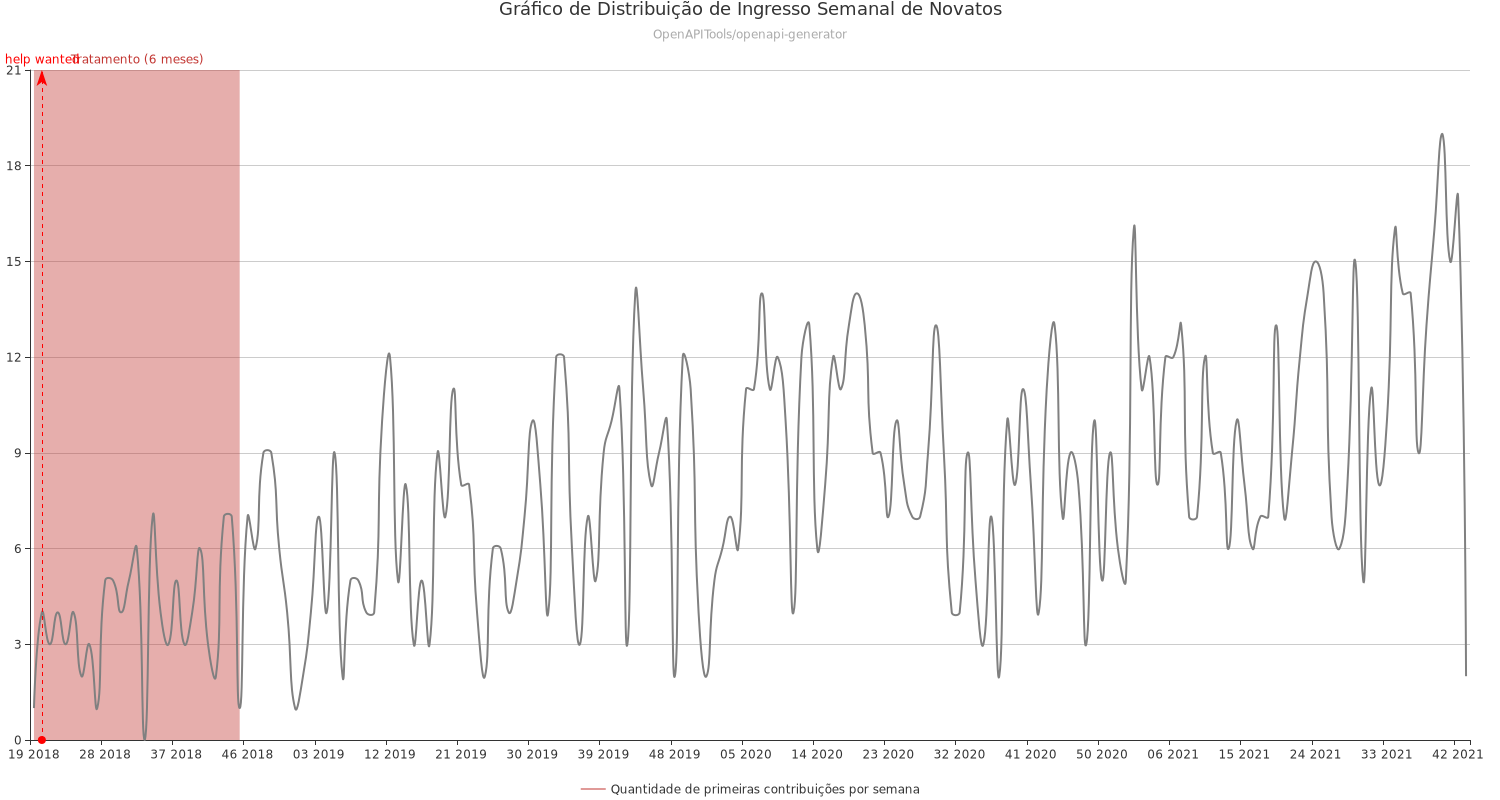 Gráfico de Distribuição de Ingresso Semanal de Novatos
OpenAPITools/openapi-generator
help wanted
Tratamento (6 meses)
21
18
15
12
9
6
3
0
19 2018 28 2018 37 2018 46 2018 03 2019 12 2019 21 2019 30 2019 39 2019 48 2019 05 2020 14 2020 23 2020 32 2020 41 2020 50 2020 06 2021 15 2021 24 2021 33 2021 42 2021
Quantidade de primeiras contribuições por semana